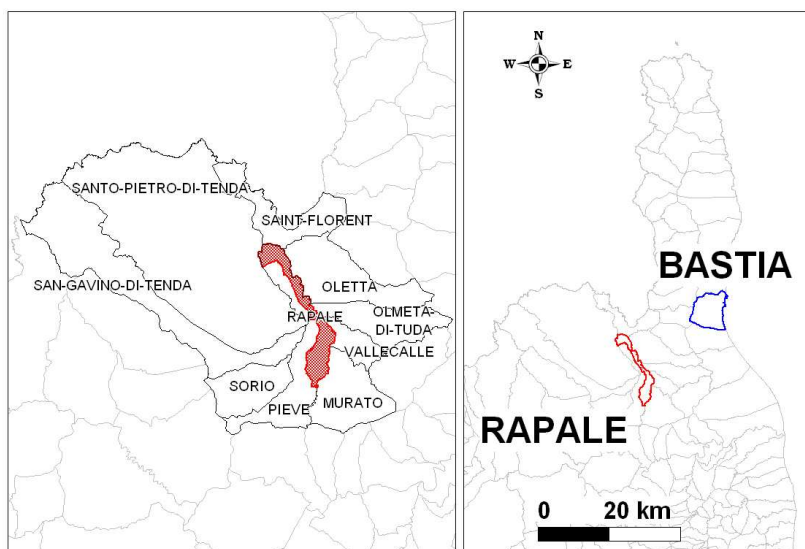 SANTO-PIETRO-DI-TENDA
SAINT-FLORENT
SAN-GAVINO-DI-TENDA
OLETTA
OLMETA-
DI-TUDA
RAPALE
VALLECALLE
SORIO
PIEVE
MURATO
N
W
E
S
BASTIA
RAPALE
0 20 km